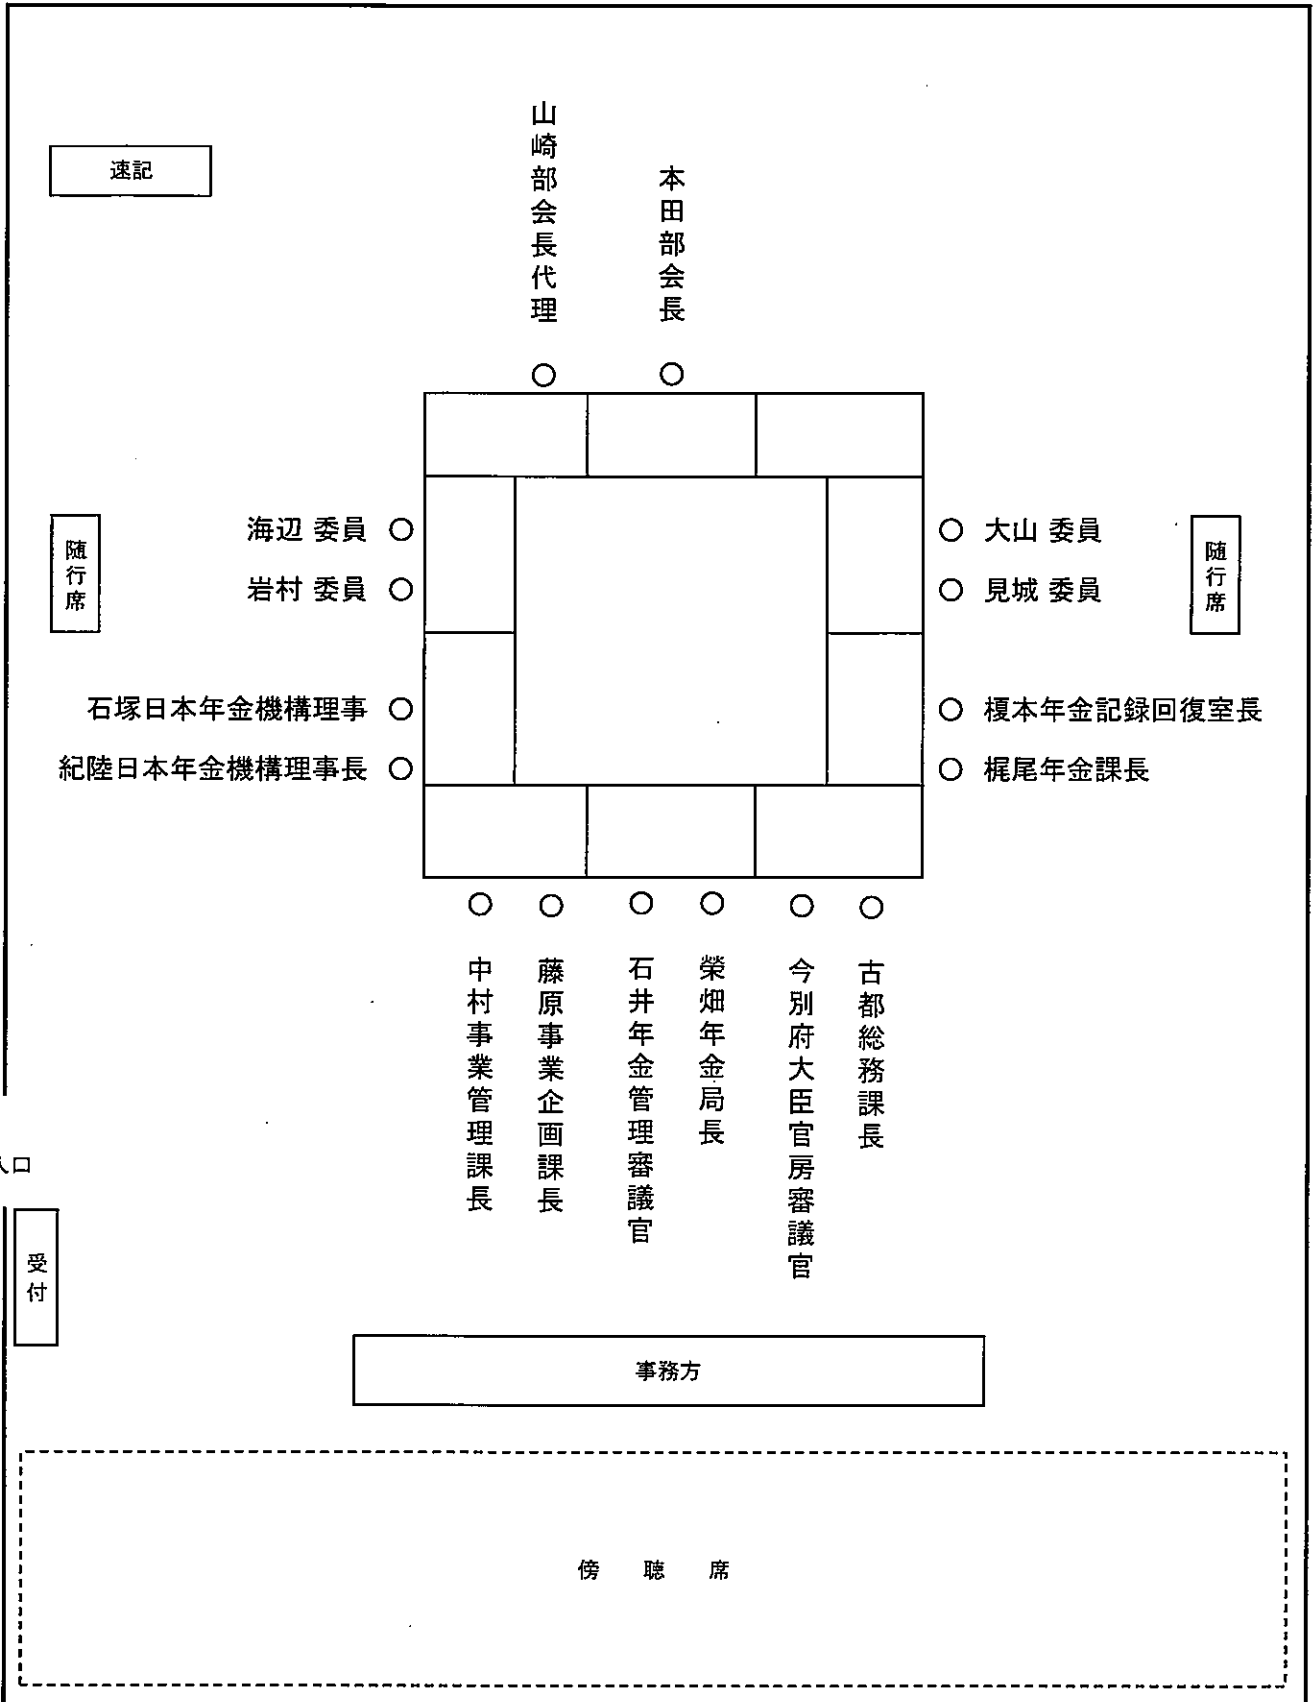 速記
山崎部会長代理
本田部会長
随行席
海辺 委員
岩村 委員
石塚日本年金機構理事
紀陸日本年金機構理事長
大山 委員
見城 委員
榎本年金記録回復室長
梶尾年金課長
随行席
中村事業管理課長
藤原事業企画課長
石井年金管理審議官
榮畑年金局長
今別府大臣官房審議官
古都総務課長
入口
受付
事務方
傍 聴 席